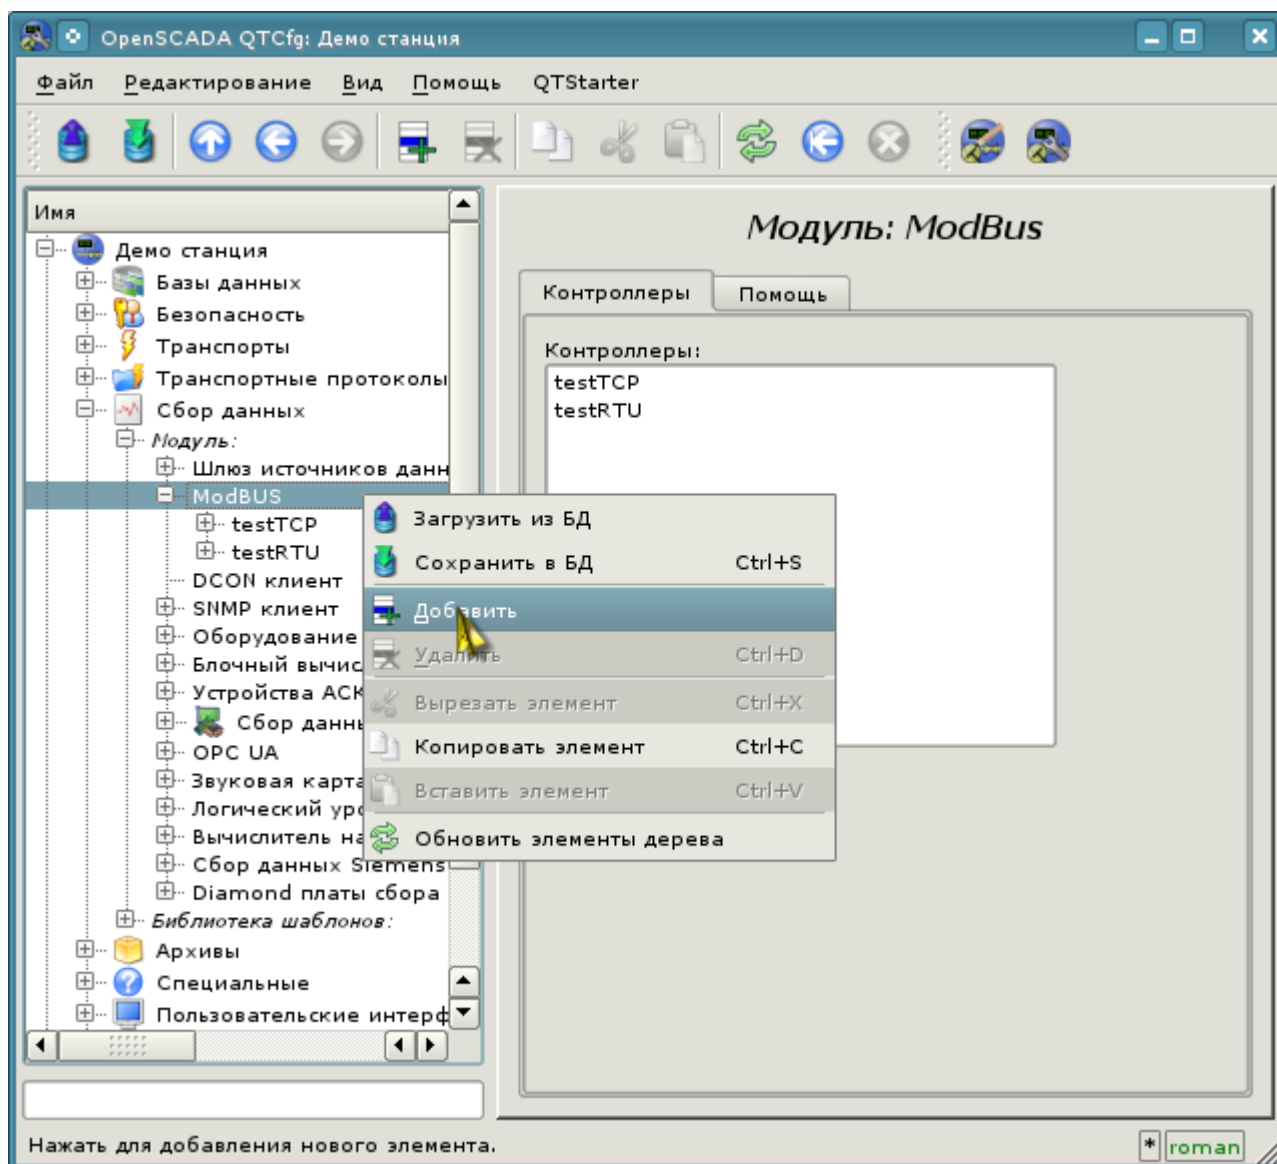 OpenSCADA QTCfg: Демо станция
Файл Редактирование Вид Помощь QTStarter
Имя
Демо станция
Базы данных
Безопасность
Транспорты
Транспортные протоколы
Сбор данных
Модуль:
Шлюз источников данн
ModBUS
testTCP
testRTU
DCON клиент
SNMP клиент
Оборудование
Блочный вычис
Устройства АСК
Сбор данны
OPC UA
Звуковая карта
Логический уро
Вычислитель на
Сбор данных Siemens
Diamond платы сбора
Библиотека шаблонов:
Архивы
Специальные
Пользовательские интерф
Модуль: ModBus
Контроллеры Помощь
Контроллеры:
testTCP
testRTU
Загрузить из БД
Сохранить в БД Ctrl+S
Добавить
Удалить Ctrl+D
Вырезать элемент Ctrl+X
Копировать элемент Ctrl+C
Вставить элемент Ctrl+V
Обновить элементы дерева
Нажать для добавления нового элемента.
* roman